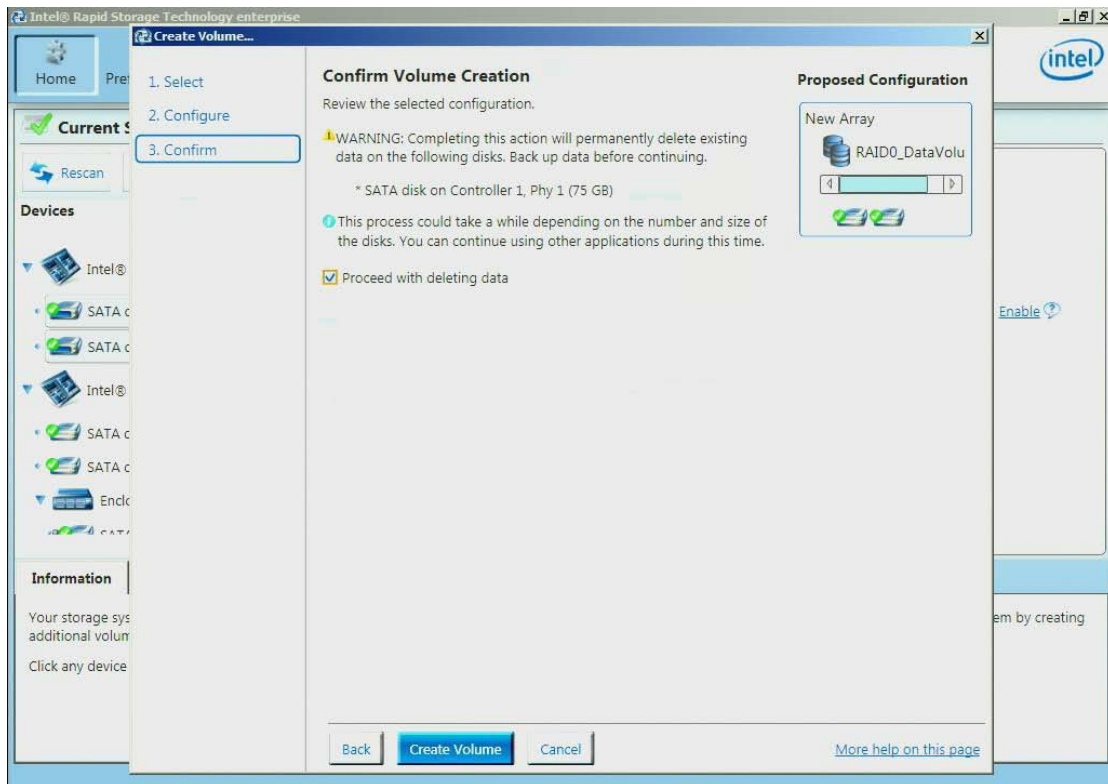 Intel® Rapid Storage Technology enterprise
Create Volume...
Home
intel
1. Select
2. Configure
3. Confirm
Confirm Volume Creation
Review the selected configuration.
WARNING: Completing this action will permanently delete existing
data on the following disks. Back up data before continuing.
* SATA disk on Controller 1, Phy 1 (75 GB)
This process could take a while depending on the number and size of
the disks. You can continue using other applications during this time.
Proceed with deleting data
Proposed Configuration
New Array
RAID0_DataVolu
Back
Create Volume
Cancel
More help on this page
Current
Rescan
Devices
Intel®
SATA
SATA
Intel®
SATA
SATA
Enable
Information
Your storage
em by creating
additional
Click any device